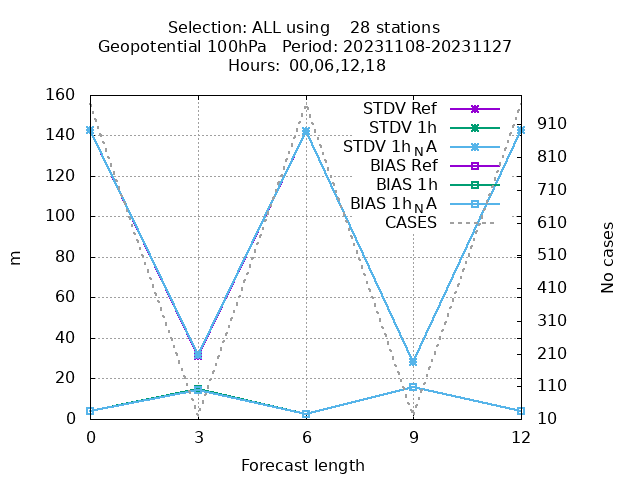 Selection: ALL using    28 stations
Geopotential 100hPa   Period: 20231108-20231127
Hours: 00,06,12,18
STDV Ref
STDV 1h
STDV 1hNA
BIAS Ref
BIAS 1h
BIAS 1hNA
CASES
160
140
120
100
80
60
40
20
0
m
910
810
710
610
510
410
310
210
110
10
No cases
0 3 6 9 12
Forecast length